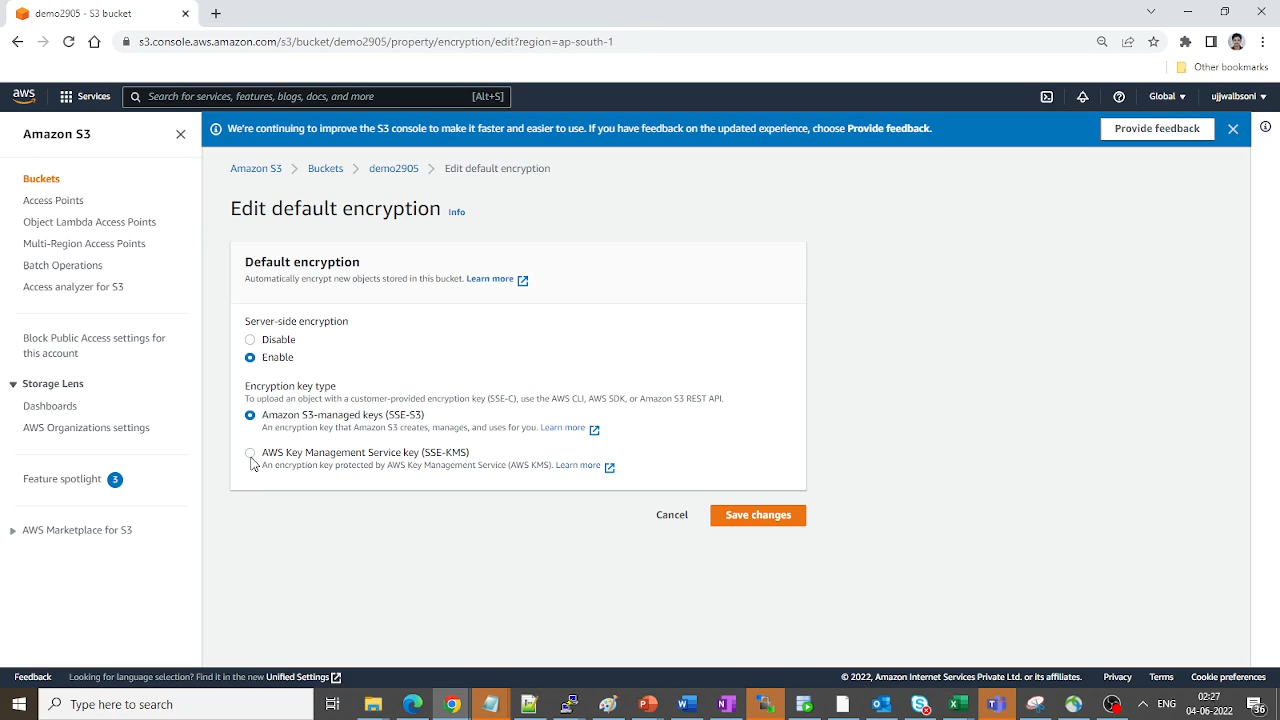 demo2905 - S3 bucket
s3.console.aws.amazon.com/s3/bucket/demo2905/property/encryption/edit?region=ap-south-1
Other bookmarks
aws
Services
Search for services, features, blogs, docs, and more
[Alt+S]
Global
ujjwalbsoni
Amazon S3
We're continuing to improve the S3 console to make it faster and easier to use. If you have feedback on the updated experience, choose Provide feedback.
Provide feedback
Buckets
Access Points
Object Lambda Access Points
Multi-Region Access Points
Batch Operations
Access analyzer for S3
Block Public Access settings for
this account
Storage Lens
Dashboards
AWS Organizations settings
Feature spotlight 3
AWS Marketplace for S3
Amazon S3 > Buckets > demo2905 > Edit default encryption
Edit default encryption Info
Default encryption
Automatically encrypt new objects stored in this bucket. Learn more
Server-side encryption
Disable
Enable
Encryption key type
To upload an object with a customer-provided encryption key (SSE-C), use the AWS CLI, AWS SDK, or Amazon S3 REST API.
Amazon S3-managed keys (SSE-S3)
An encryption key that Amazon S3 creates, manages, and uses for you. Learn more
AWS Key Management Service key (SSE-KMS)
An encryption key protected by AWS Key Management Service (AWS KMS). Learn more
Cancel
Save changes
Feedback
Looking for language selection? Find it in the new Unified Settings
© 2022, Amazon Internet Services Private Ltd. or its affiliates.
Privacy
Terms
Cookie preferences
Type here to search
ENG
02:27
04-06-2022